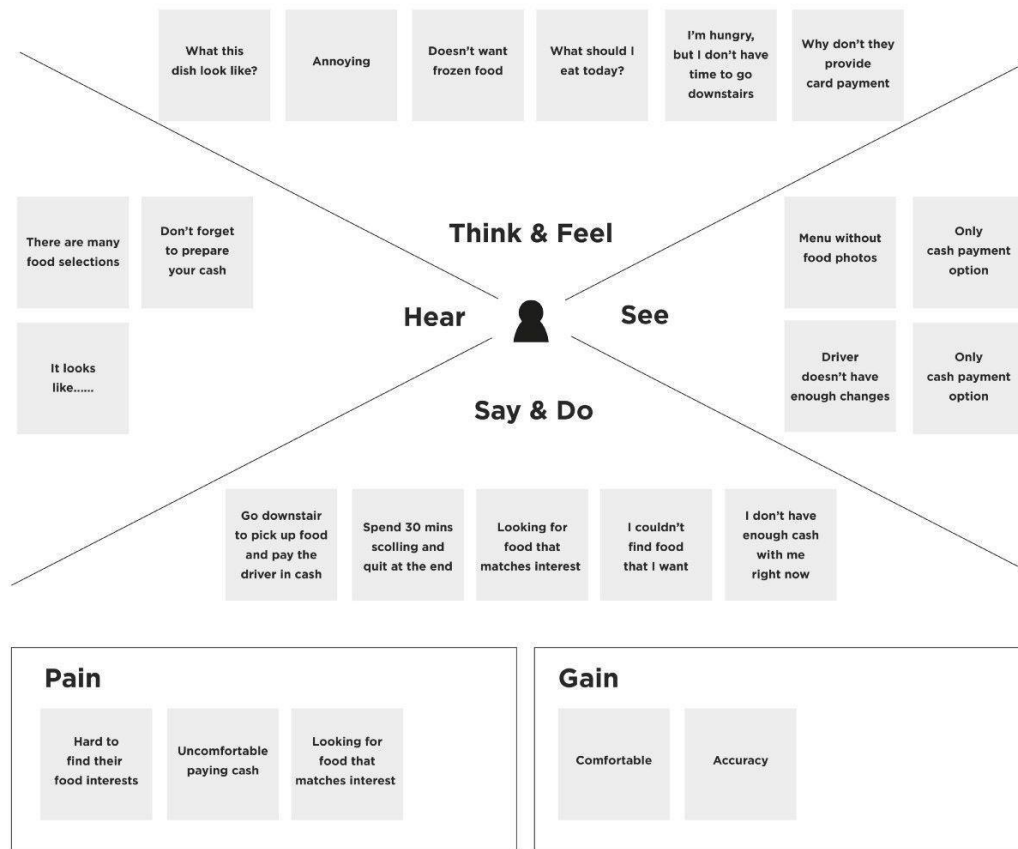 What this
dish look like?
Annoying
Doesn't want
frozen food
What should I
eat today?
I'm hungry,
but I don't have
time to go
downstairs
Why don't they
provide
card payment
Think & Feel
There are many
food selections
Don't forget
to prepare
your cash
It looks
like......
Hear
See
Menu without
food photos
Only
cash payment
option
Driver
doesn't have
enough changes
Only
cash payment
option
Say & Do
Go downstair
to pick up food
and pay the
driver in cash
Spend 30 mins
scolling and
quit at the end
Looking for
food that
matches interest
I couldn't
find food
that I want
I don't have
enough cash
with me
right now
Pain
Hard to
find their
food interests
Uncomfortable
paying cash
Looking for
food that
matches interest
Gain
Comfortable
Accuracy